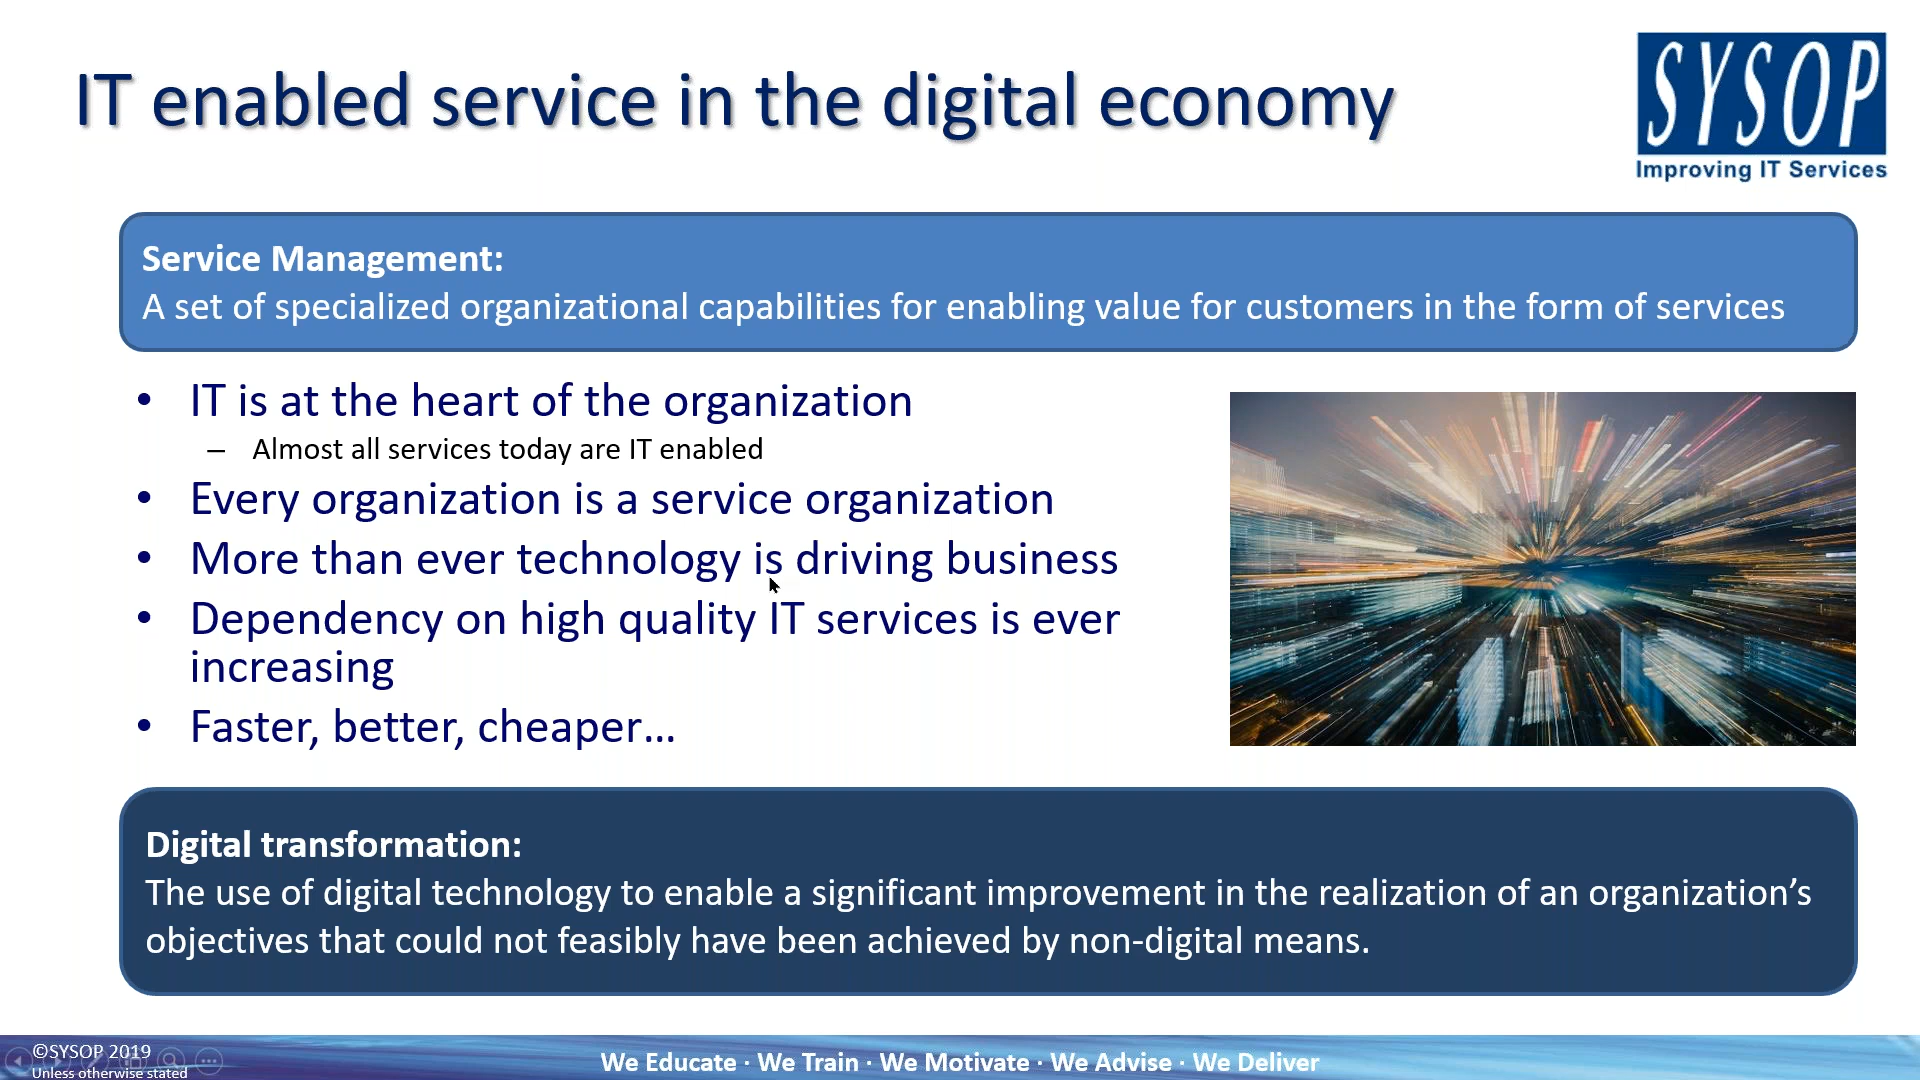 IT enabled service in the digital economy
SYSOP
Improving IT Services
Service Management:
A set of specialized organizational capabilities for enabling value for customers in the form of services
• IT is at the heart of the organization
– Almost all services today are IT enabled
• Every organization is a service organization
• More than ever technology is driving business
• Dependency on high quality IT services is ever
increasing
• Faster, better, cheaper…
Digital transformation:
The use of digital technology to enable a significant improvement in the realization of an organization’s
objectives that could not feasibly have been achieved by non-digital means.
©SYSOP 2019
Unless otherwise stated
We Educate · We Train · We Motivate · We Advise · We Deliver